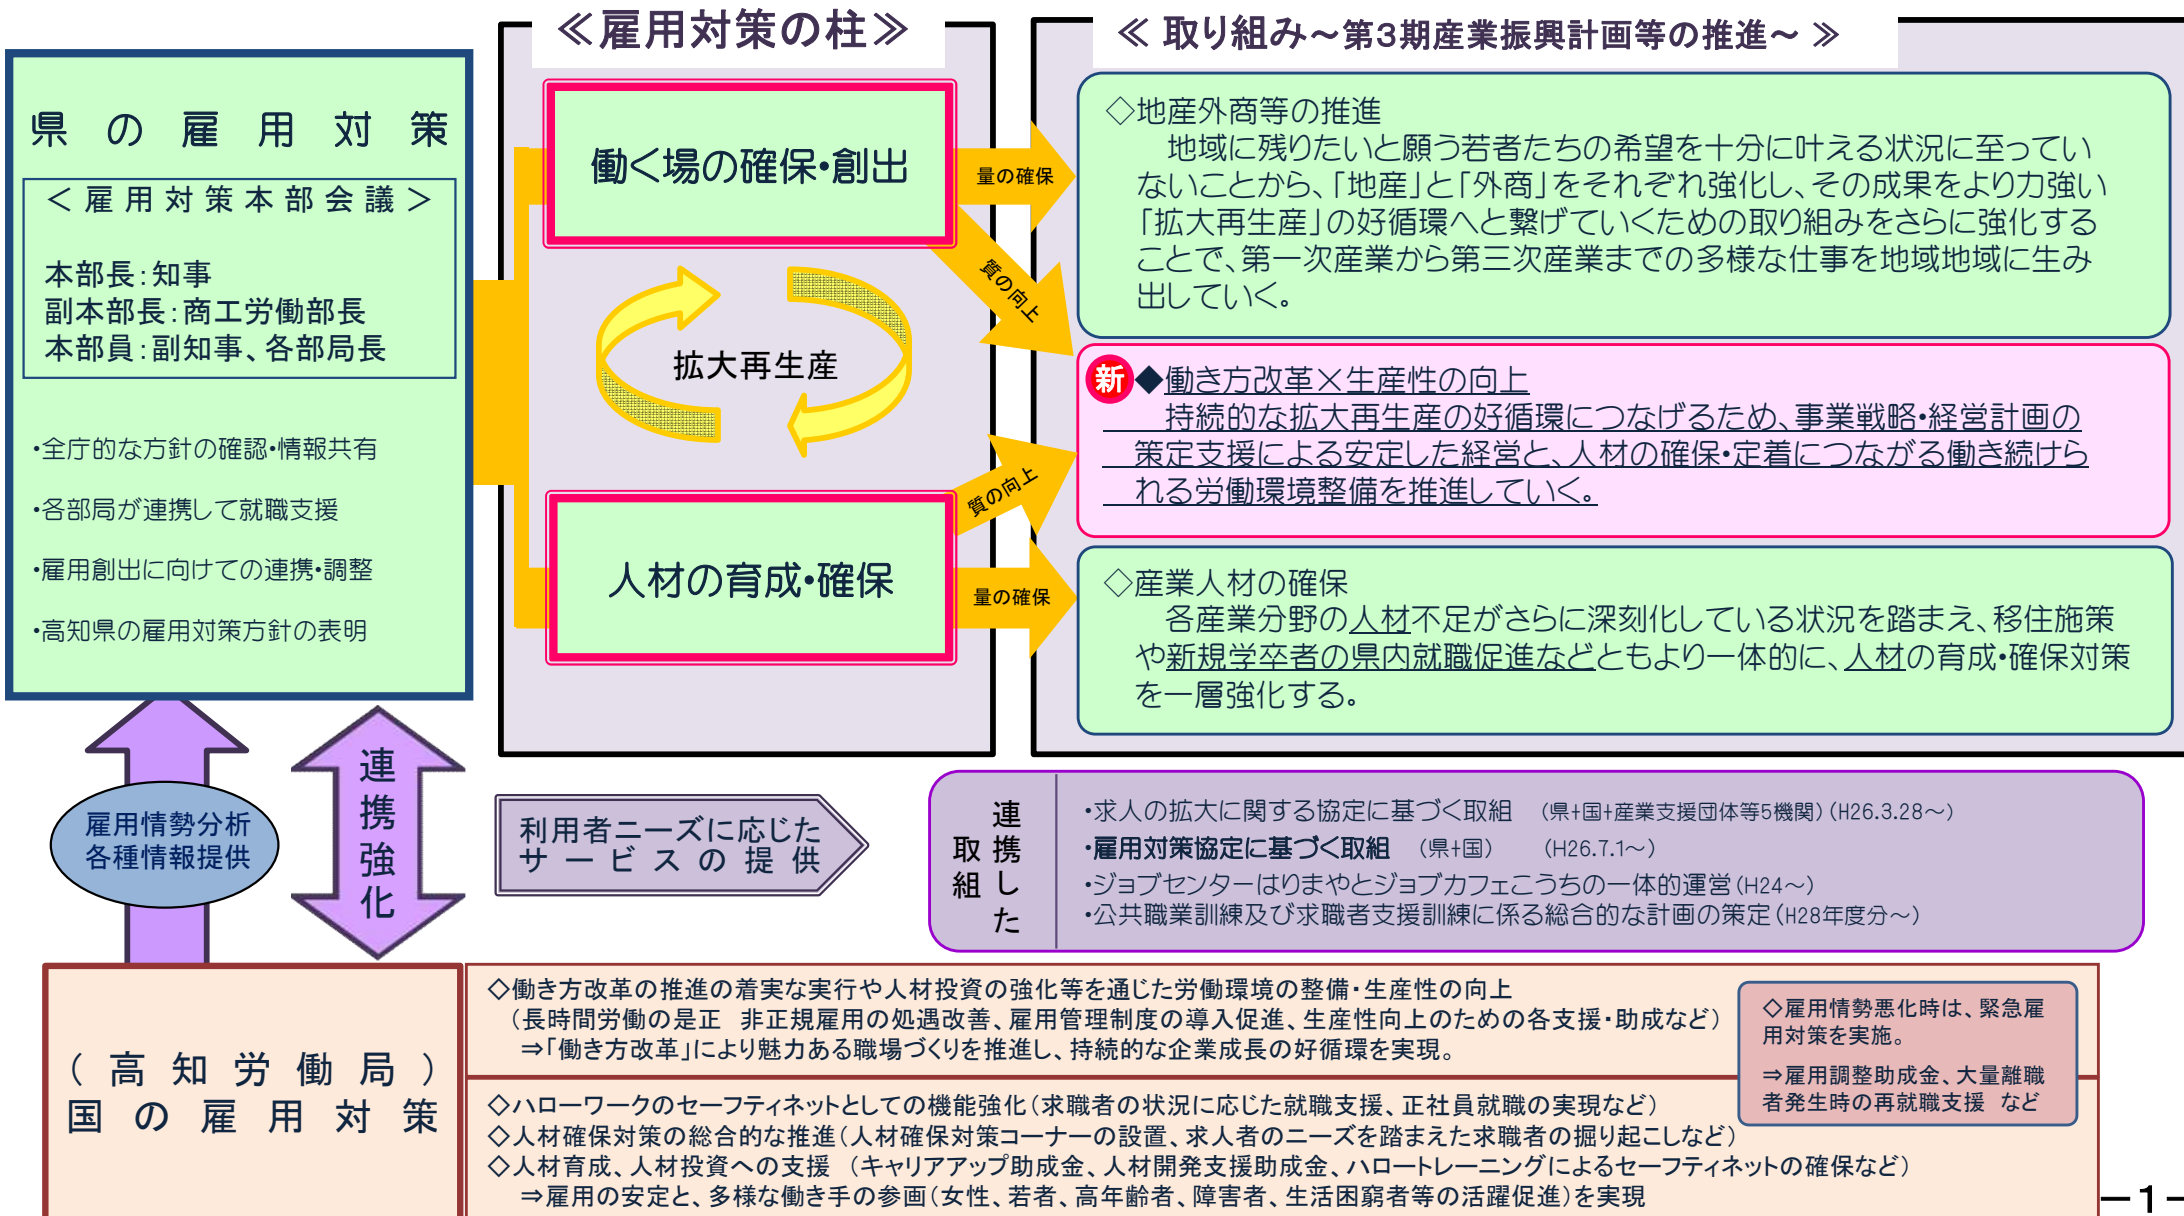 ≪雇用対策の柱≫
≪ 取り組み～第3期産業振興計画等の推進～ ≫
県の雇用対策
＜雇用対策本部会議＞
本部長：知事
副本部長：商工労働部長
本部員：副知事、各部局長
・全庁的な方針の確認・情報共有
・各部局が連携して就職支援
・雇用創出に向けての連携・調整
・高知県の雇用対策方針の表明
働く場の確保・創出
拡大再生産
人材の育成・確保
量の確保
質の向上
質の向上
量の確保
◇地産外商等の推進
地域に残りたいと願う若者たちの希望を十分に叶える状況に至ってい
ないことから、「地産」と「外商」をそれぞれ強化し、その成果をより力強い
「拡大再生産」の好循環へと繋げていくための取り組みをさらに強化する
ことで、第一次産業から第三次産業までの多様な仕事を地域地域に生み
出していく。
新◆働き方改革×生産性の向上
持続的な拡大再生産の好循環につなげるため、事業戦略・経営計画の
策定支援による安定した経営と、人材の確保・定着につながる働き続けら
れる労働環境整備を推進していく。
◇産業人材の確保
各産業分野の人材不足がさらに深刻化している状況を踏まえ、移住施策
や新規学卒者の県内就職促進などともより一体的に、人材の育成・確保対策
を一層強化する。
雇用情勢分析
各種情報提供
連携強化
利用者ニーズに応じた
サービスの提供
連携した
取組
・求人の拡大に関する協定に基づく取組 （県+国+産業支援団体等5機関）（H26.3.28～）
・雇用対策協定に基づく取組 （県+国） （H26.7.1～）
・ジョブセンターはりまやとジョブカフェこうちの一体的運営（H24～）
・公共職業訓練及び求職者支援訓練に係る総合的な計画の策定（H28年度分～）
（高知労働局）
国の雇用対策
◇働き方改革の推進の着実な実行や人材投資の強化等を通じた労働環境の整備・生産性の向上
（長時間労働の是正 非正規雇用の処遇改善、雇用管理制度の導入促進、生産性向上のための各支援・助成など）
⇒「働き方改革」により魅力ある職場づくりを推進し、持続的な企業成長の好循環を実現。
◇雇用情勢悪化時は、緊急雇
用対策を実施。
⇒雇用調整助成金、大量離職
者発生時の再就職支援 など
◇ハローワークのセーフティネットとしての機能強化（求職者の状況に応じた就職支援、正社員就職の実現など）
◇人材確保対策の総合的な推進（人材確保対策コーナーの設置、求人者のニーズを踏まえた求職者の掘り起こしなど）
◇人材育成、人材投資への支援 （キャリアアップ助成金、人材開発支援助成金、ハロートレーニングによるセーフティネットの確保など）
⇒雇用の安定と、多様な働き手の参画（女性、若者、高年齢者、障害者、生活困窮者等の活躍促進）を実現
－1－